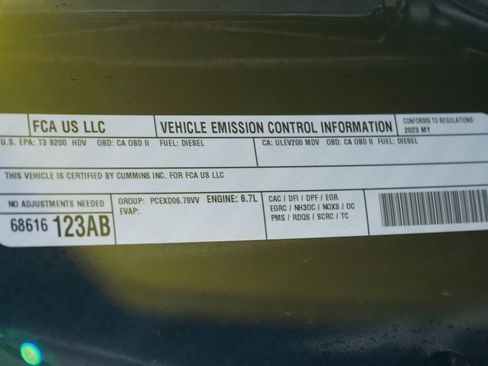 FCA US LLC VEHICLE EMISSION CONTROL INFORMATION CONFORMS TO REGULATIONS:
2023 MY
U.S. EPA: T3 B200 HDV OBD: CA OBD II FUEL: DIESEL CA: ULEV200 MDV OBD: CA OBD II FUEL: DIESEL
THIS VEHICLE IS CERTIFIED BY CUMMINS INC. FOR FCA US LLC
NO ADJUSTMENTS NEEDED
68616 123AB
GROUP: PCEXD06.78VV ENGINE: 6.7L
EVAP:
CAC / DFI / DPF / EGR
EGRC / NH3OC / NOXS / OC
PMS / RDQS / SCRC / TC